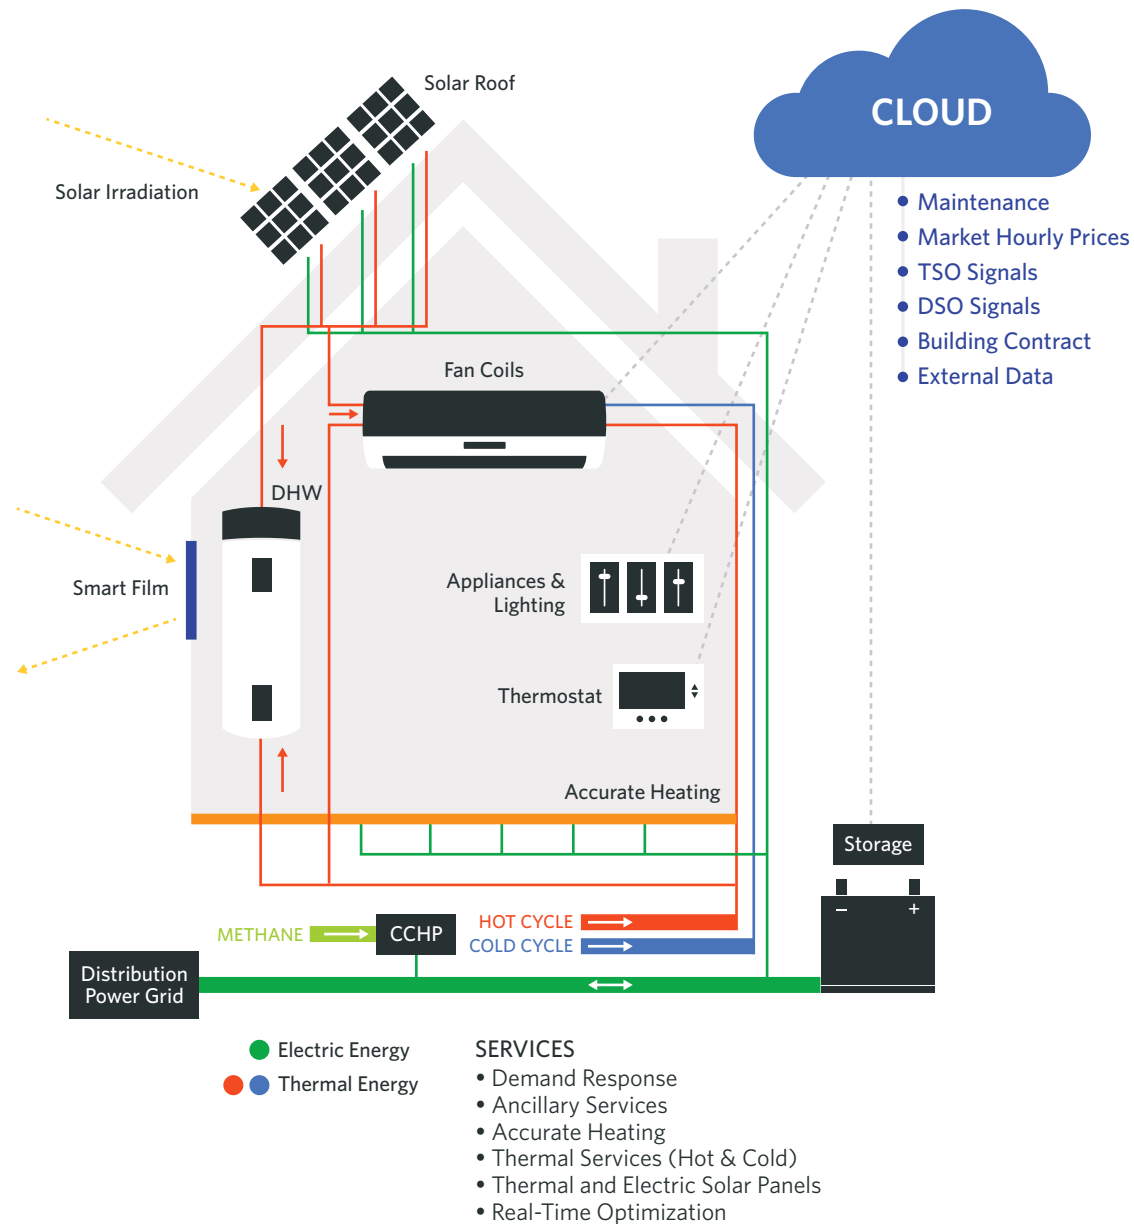 Solar Roof
CLOUD
Solar Irradiation
• Maintenance
• Market Hourly Prices
• TSO Signals
• DSO Signals
• Building Contract
• External Data
Fan Coils
DHW
Smart Film
Appliances &
Lighting
Thermostat
Accurate Heating
Storage
– +
HOT CYCLE
METHANE
CCHP
COLD CYCLE
Distribution
Power Grid
Electric Energy
Thermal Energy
SERVICES
• Demand Response
• Ancillary Services
• Accurate Heating
• Thermal Services (Hot & Cold)
• Thermal and Electric Solar Panels
• Real-Time Optimization